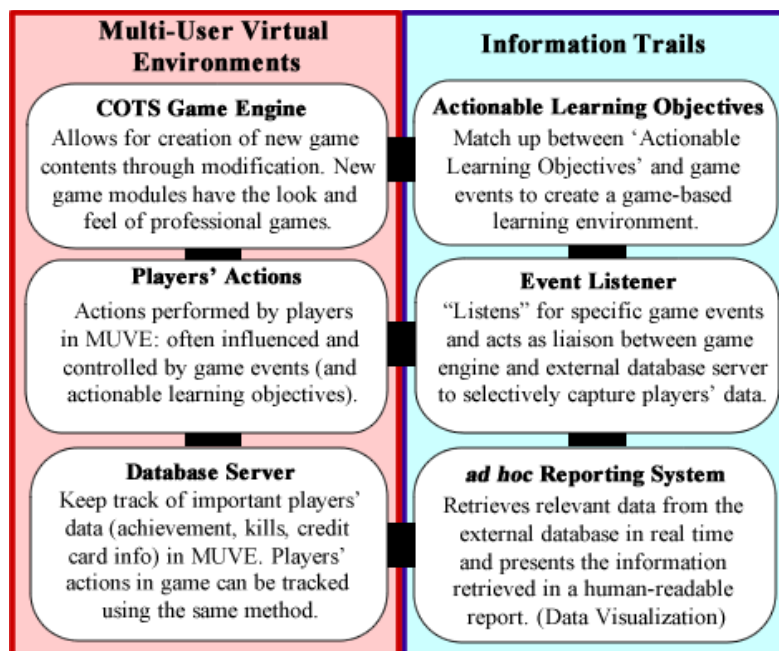 Multi-User Virtual
Environments
COTS Game Engine
Allows for creation of new game
contents through modification. New
game modules have the look and
feel of professional games.
Players’ Actions
Actions performed by players
in MUVE: often influenced and
controlled by game events (and
actionable learning objectives).
Database Server
Keep track of important players’
data (achievement, kills, credit
card info) in MUVE. Players’
actions in game can be tracked
using the same method.
Information Trails
Actionable Learning Objectives
Match up between ‘Actionable
Learning Objectives’ and game
events to create a game-based
learning environment.
Event Listener
“Listens” for specific game events
and acts as liaison between game
engine and external database server
to selectively capture players’ data.
ad hoc Reporting System
Retrieves relevant data from the
external database in real time
and presents the information
retrieved in a human-readable
report. (Data Visualization)